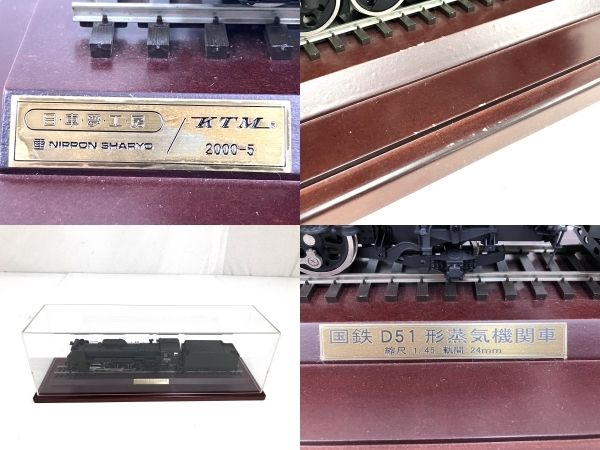 日車夢工房
KTM
NIPPON SHARYO
2000-5
国鉄 D51 形蒸気機関車
縮尺 1/45 軌間 24mm